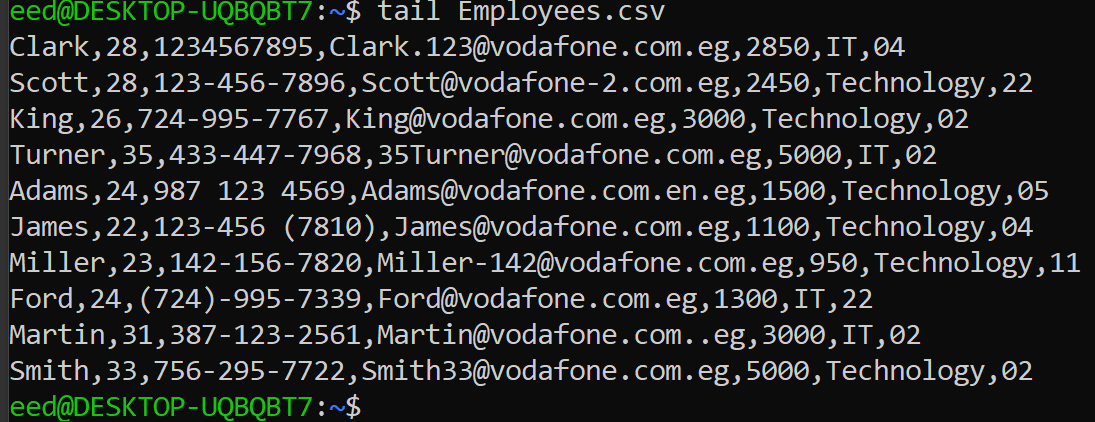 eed@DESKTOP-UQBQBT7:~$ tail Employees.csv
Clark,28,1234567895,Clark.123@vodafone.com.eg,2850,IT,04
Scott,28,123-456-7896,Scott@vodafone-2.com.eg,2450,Technology,22
King,26,724-995-7767,King@vodafone.com.eg,3000,Technology,02
Turner,35,433-447-7968,35Turner@vodafone.com.eg,5000,IT,02
Adams,24,987 123 4569,Adams@vodafone.com.en.eg,1500,Technology,05
James,22,123-456 (7810),James@vodafone.com.eg,1100,Technology,04
Miller,23,142-156-7820,Miller-142@vodafone.com.eg,950,Technology,11
Ford,24,(724)-995-7339,Ford@vodafone.com.eg,1300,IT,22
Martin,31,387-123-2561,Martin@vodafone.com..eg,3000,IT,02
Smith,33,756-295-7722,Smith33@vodafone.com.eg,5000,Technology,02
eed@DESKTOP-UQBQBT7:~$